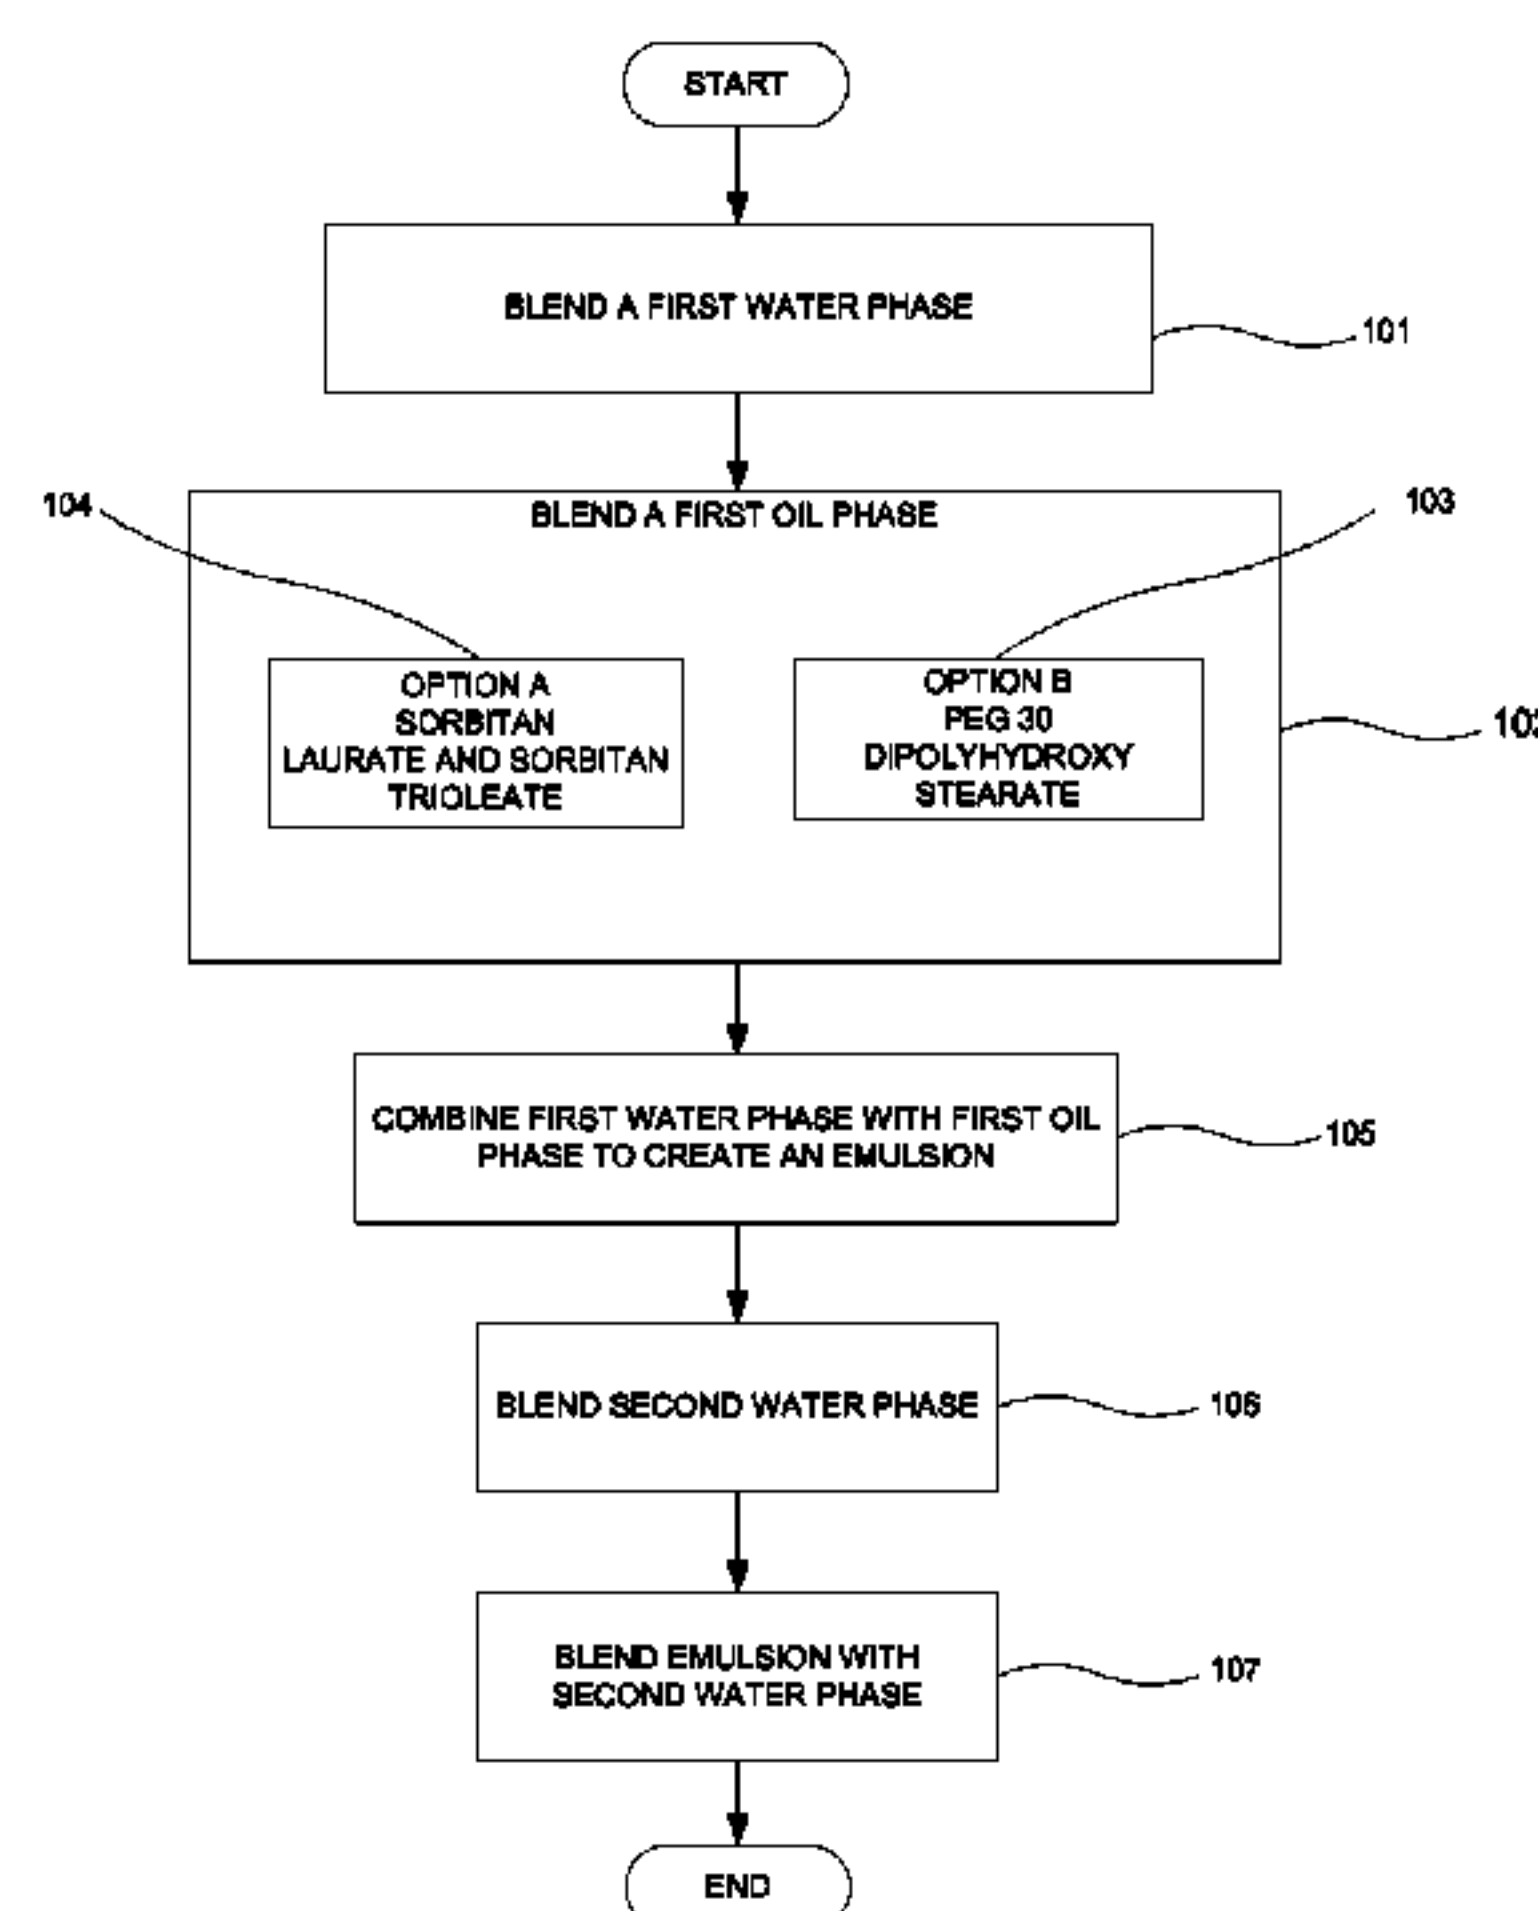 START
BLEND A FIRST WATER PHASE
101
104
BLEND A FIRST OIL PHASE
103
OPTION A
SORBITAN
LAURATE AND SORBITAN
TRIOLEATE
OPTION B
PEG 30
DIPOLYHYDROXY
STEARATE
COMBINE FIRST WATER PHASE WITH FIRST OIL
PHASE TO CREATE AN EMULSION
105
BLEND SECOND WATER PHASE
106
BLEND EMULSION WITH
SECOND WATER PHASE
107
END